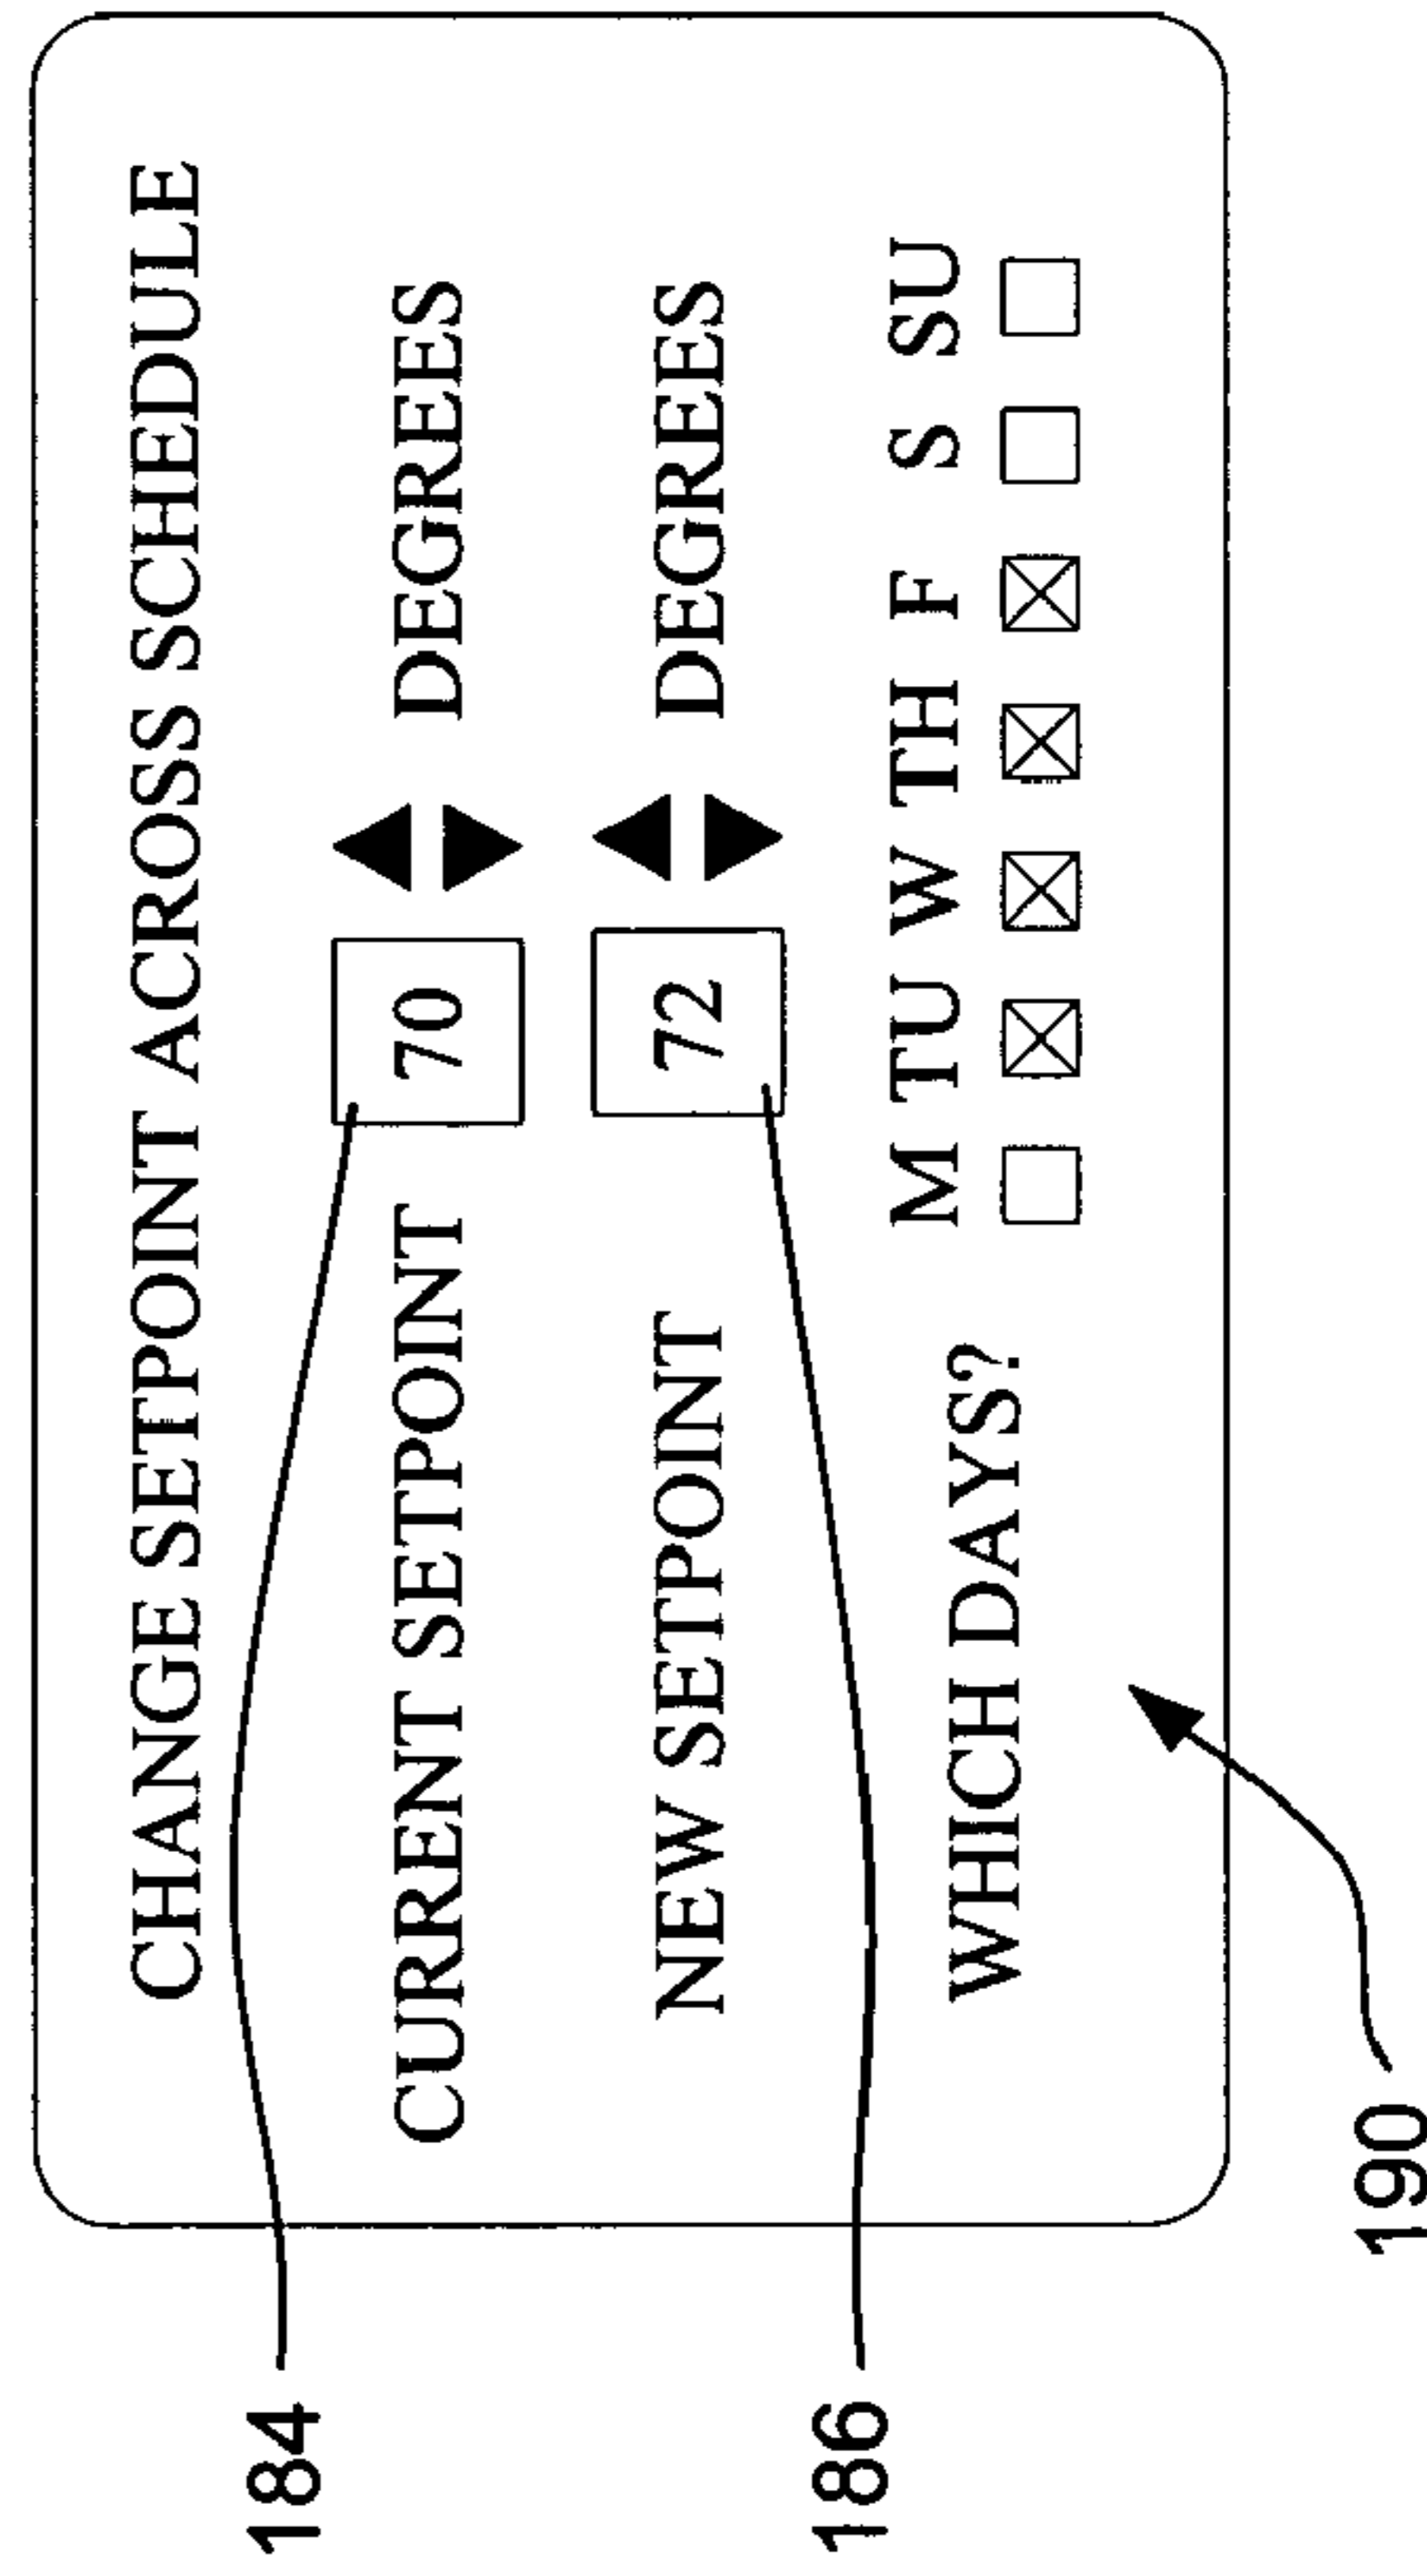 CHANGE SETPOINT ACROSS SCHEDULE
184
CURRENT SETPOINT 70 DEGREES
NEW SETPOINT 72 DEGREES
186
M TU W TH F S SU
WHICH DAYS?
190